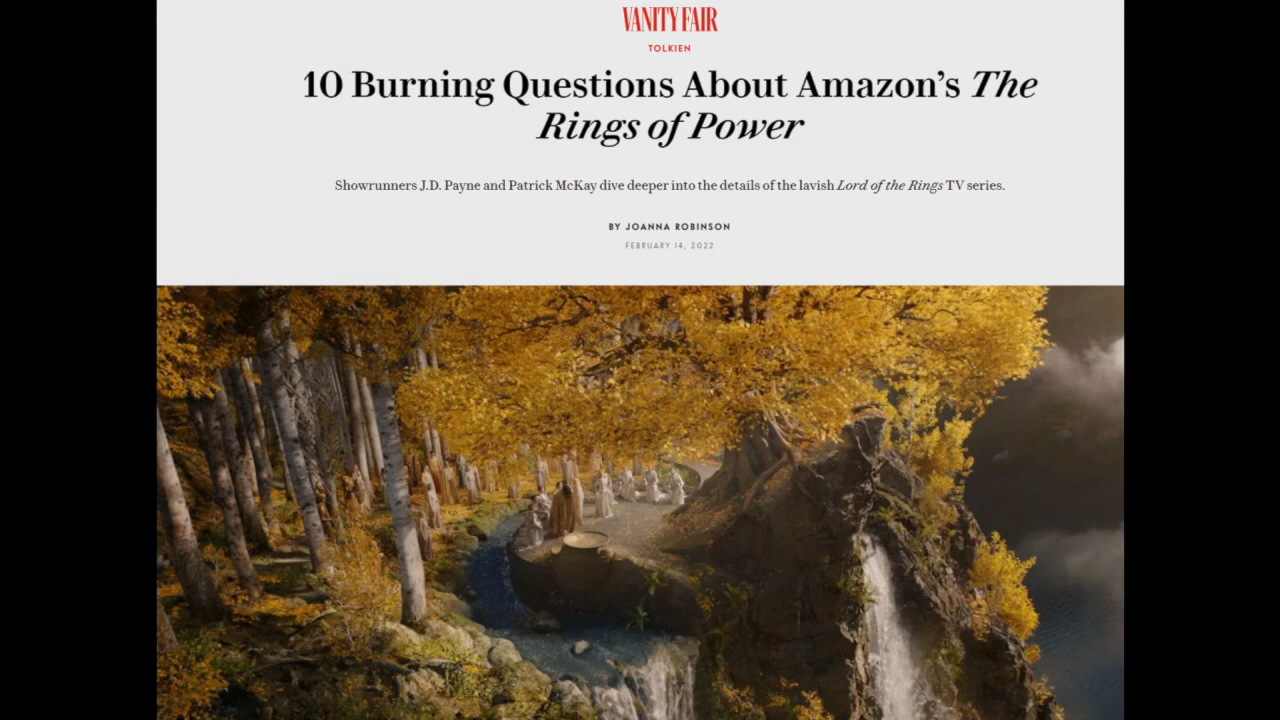 VANITY FAIR
TOLKIEN
10 Burning Questions About Amazon’s The
Rings of Power
Showrunners J.D. Payne and Patrick McKay dive deeper into the details of the lavish Lord of the Rings TV series.
BY JOANNA ROBINSON
FEBRUARY 14, 2022